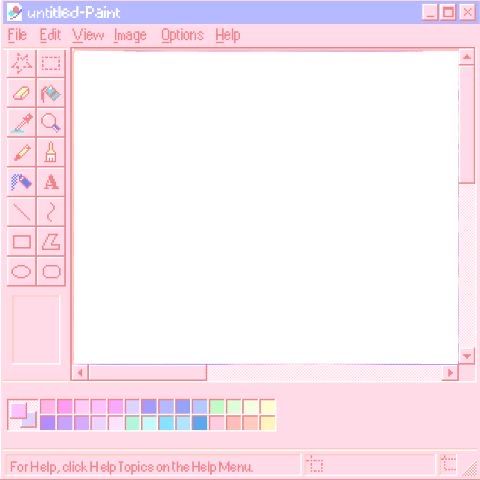 untitled-Paint
File Edit View Image Options Help
A
For Help, click Help Topics on the Help Menu.